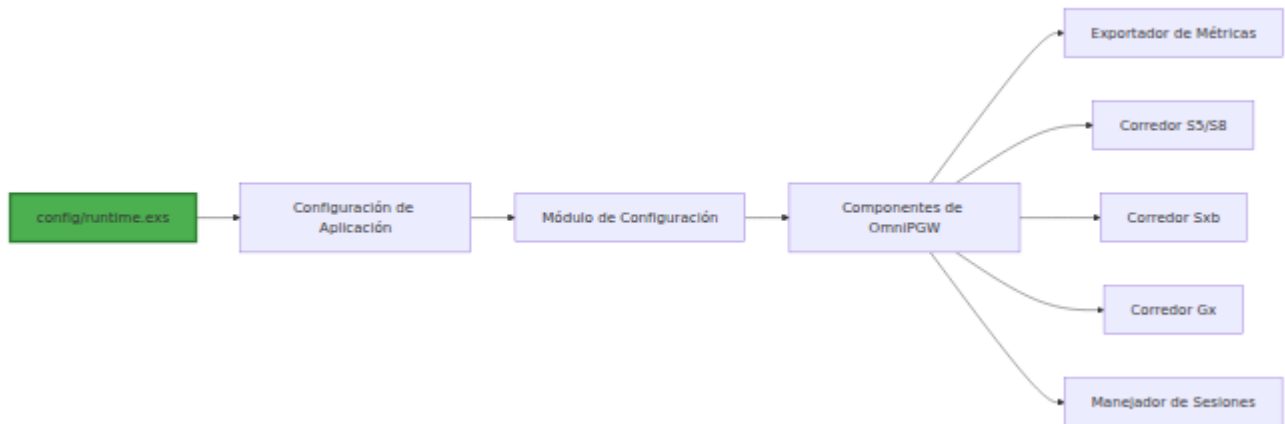 config/runtime.exs
Configuración de
Aplicación
Módulo de Configuración
Componentes de
OmniPGW
Exportador de Métricas
Corredor S5/S8
Corredor Sxb
Corredor Gx
Manejador de Sesiones